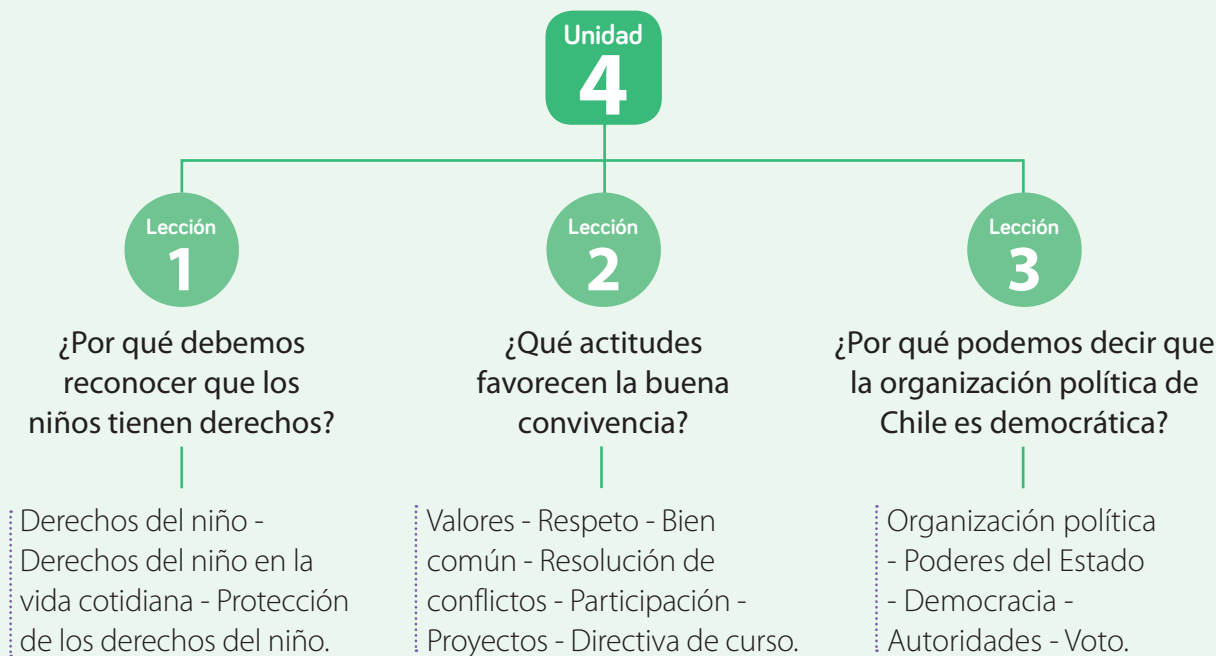 Unidad
4
Lección
1
¿Por qué debemos
reconocer que los
niños tienen derechos?
Derechos del niño -
Derechos del niño en la
vida cotidiana - Protección
de los derechos del niño.
Lección
2
¿Qué actitudes
favorecen la buena
convivencia?
Valores - Respeto - Bien
común - Resolución de
conflictos - Participación -
Proyectos - Directiva de curso.
Lección
3
¿Por qué podemos decir que
la organización política de
Chile es democrática?
Organización política
- Poderes del Estado
- Democracia -
Autoridades - Voto.